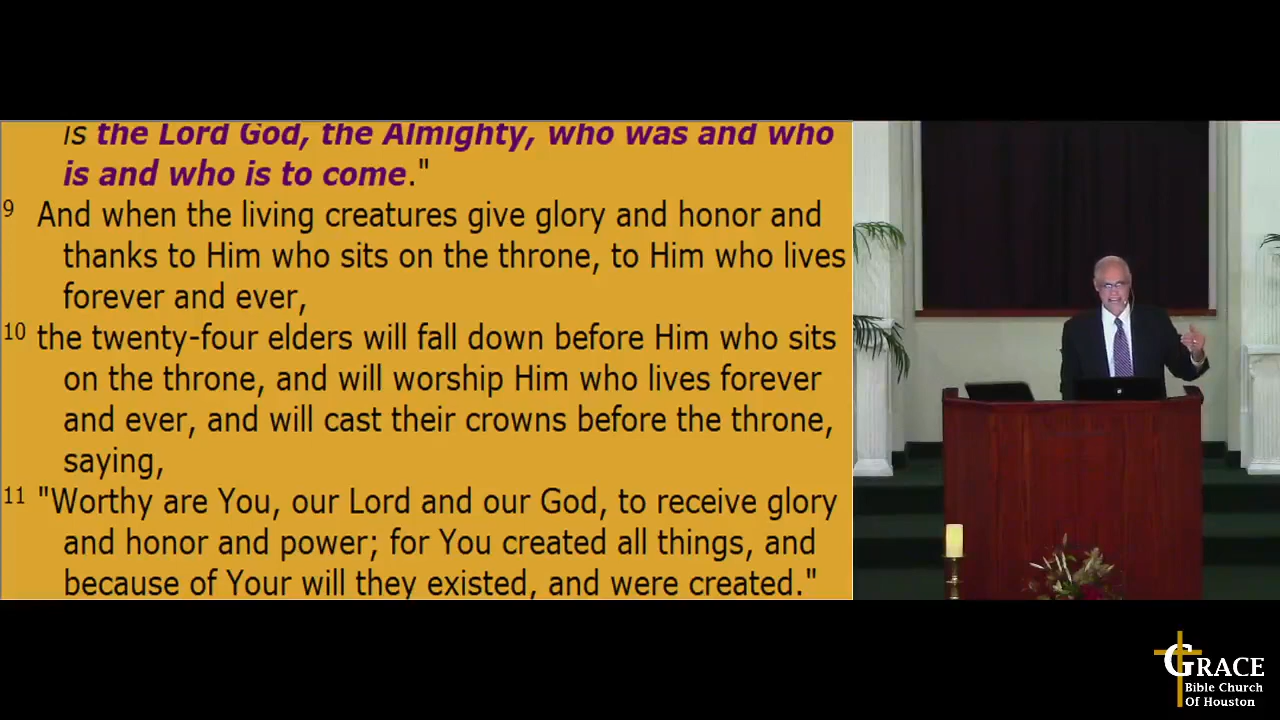 is the Lord God, the Almighty, who was and who
is and who is to come."
9 And when the living creatures give glory and honor and
thanks to Him who sits on the throne, to Him who lives
forever and ever,
10 the twenty-four elders will fall down before Him who sits
on the throne, and will worship Him who lives forever
and ever, and will cast their crowns before the throne,
saying,
11 "Worthy are You, our Lord and our God, to receive glory
and honor and power; for You created all things, and
because of Your will they existed, and were created."
GRACE
Bible Church
Of Houston